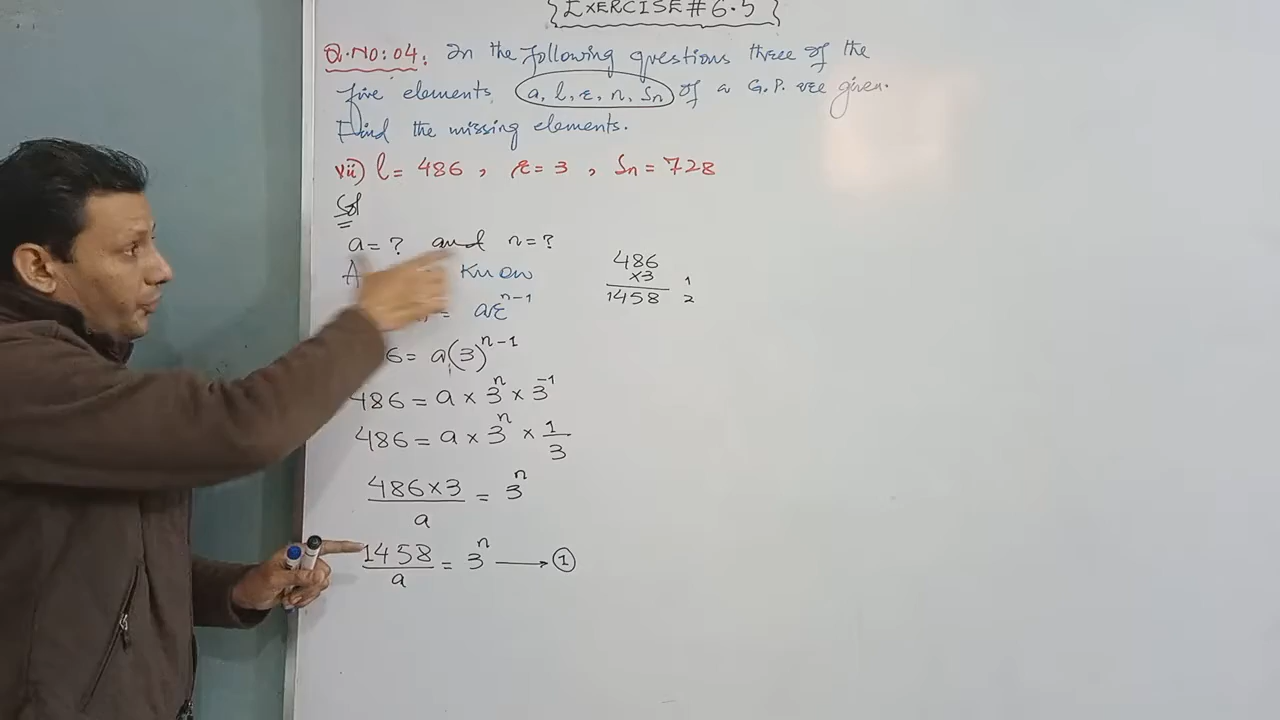 EXERCISE # 6.5
Q.NO:04: In the following questions three of the
five elements (a, l, r, n, Sn) of a G.P. are given.
Find the missing elements.
vii) l = 486 , r = 3 , Sn = 728
Sol
a = ? and n = ?
A Know
= ar^{n-1}
6 = a(3)^{n-1}
486 = a × 3^n × 3^{-1}
486 = a × 3^n × 1/3
486×3/a = 3^n
1458/a = 3^n → ①
486
×3
1458
1
2